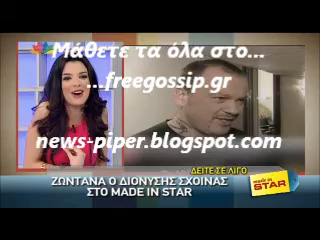 Μάθετε τα όλα στο...
...freegossip.gr
news-piper.blogspot.com
ΔΕΙΤΕ ΣΕ ΛΙΓΟ
ΖΩΝΤΑΝΑ Ο ΔΙΟΝΥΣΗΣ ΣΧΟΙΝΑΣ
ΣΤΟ MADE IN STAR
made in
STAR